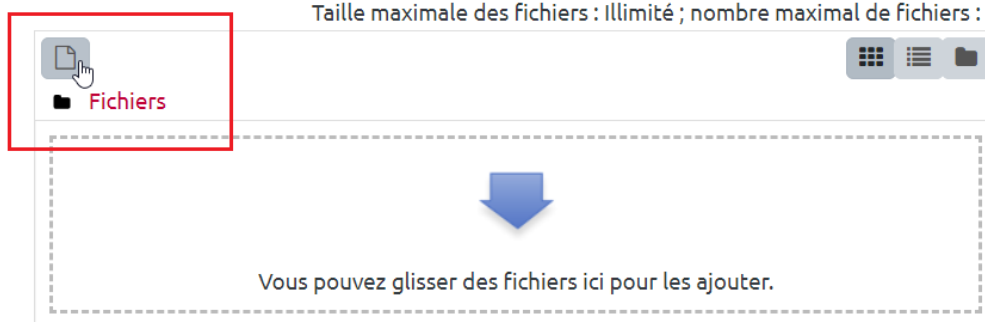 Taille maximale des fichiers : Illimité ; nombre maximal de fichiers :
Fichiers
Vous pouvez glisser des fichiers ici pour les ajouter.